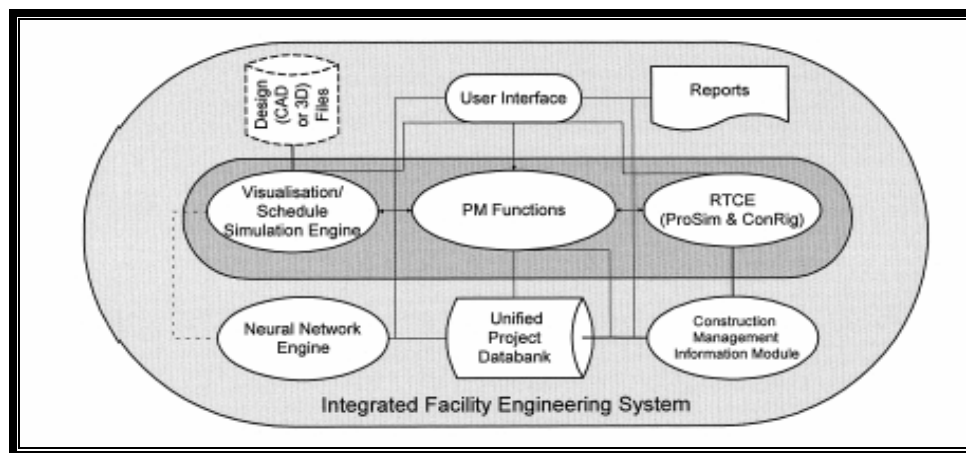 Design
(CAD
or 3D)
Files
User Interface
Reports
Visualisation/
Schedule
Simulation Engine
PM Functions
RTCE
(ProSim & ConRig)
Neural Network
Engine
Unified
Project
Databank
Construction
Management
Information Module
Integrated Facility Engineering System